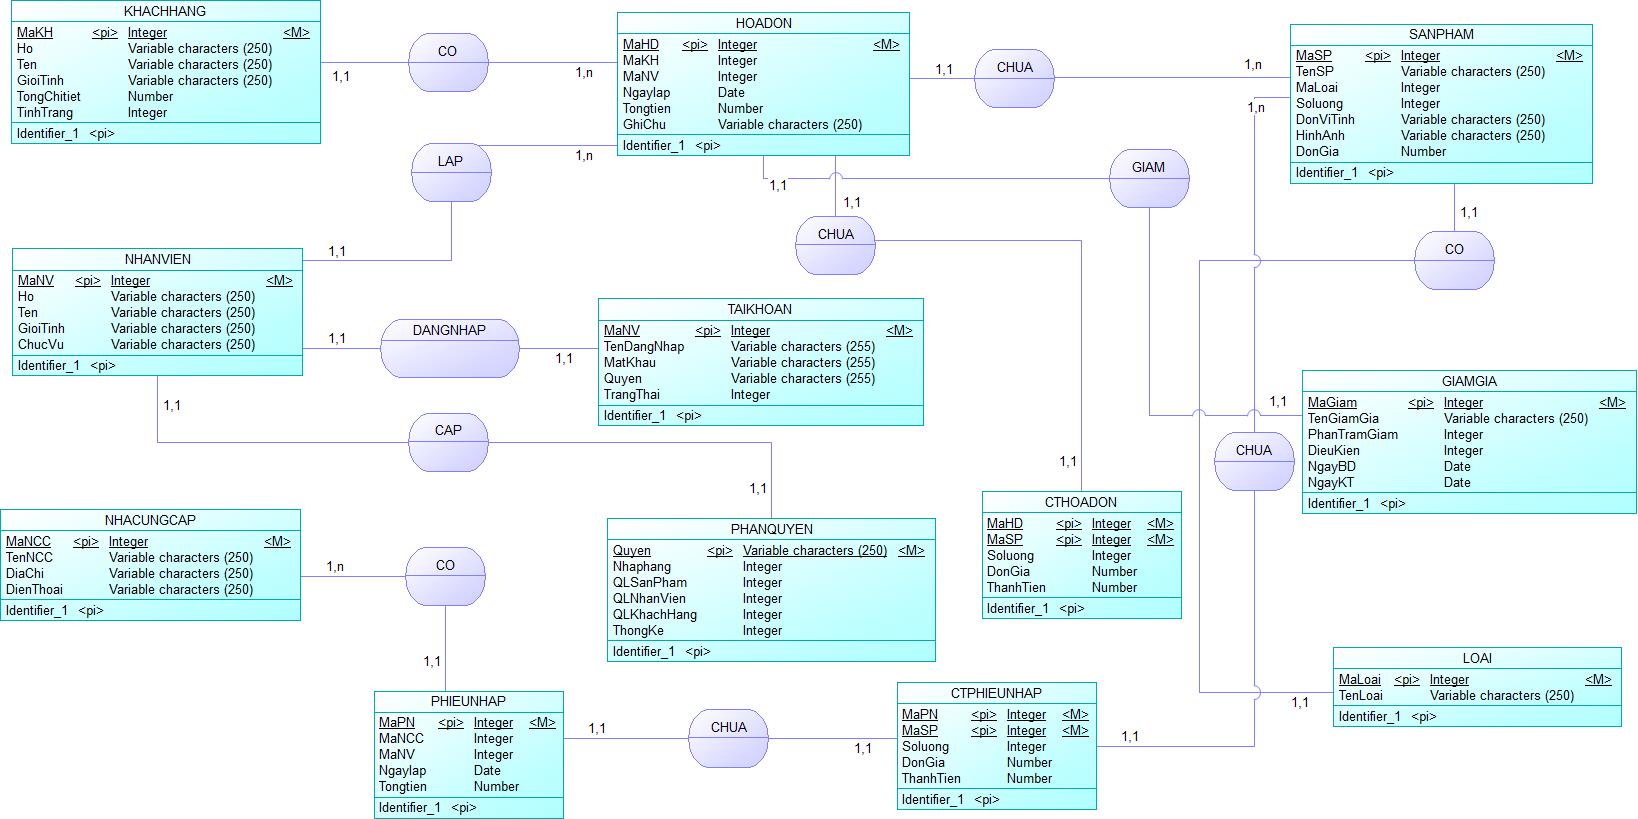 KHACHHANG
MaKH <pi> Integer <M>
Ho Variable characters (250)
Ten Variable characters (250)
GioiTinh Variable characters (250)
TongChitiet Number
TinhTrang Integer
Identifier_1 <pi>
1,1
CO
1,n
HOADON
MaHD <pi> Integer <M>
MaKH Integer
MaNV Integer
Ngaylap Date
Tongtien Number
GhiChu Variable characters (250)
Identifier_1 <pi>
1,1
CHUA
1,n
SANPHAM
MaSP <pi> Integer <M>
TenSP Variable characters (250)
MaLoai Integer
Soluong Integer
DonViTinh Variable characters (250)
HinhAnh Variable characters (250)
DonGia Number
Identifier_1 <pi>
1,n
LAP
1,n
1,1
1,1
GIAM
1,1
1,1
CHUA
1,1
CO
NHANVIEN
MaNV <pi> Integer <M>
Ho Variable characters (250)
Ten Variable characters (250)
GioiTinh Variable characters (250)
ChucVu Variable characters (250)
Identifier_1 <pi>
1,1
DANGNHAP
1,1
TAIKHOAN
MaNV <pi> Integer <M>
TenDangNhap Variable characters (255)
MatKhau Variable characters (255)
Quyen Variable characters (255)
TrangThai Integer
Identifier_1 <pi>
1,1
GIAMGIA
MaGiam <pi> Integer <M>
TenGiamGia Variable characters (250)
PhanTramGiam Integer
DieuKien Integer
NgayBD Date
NgayKT Date
Identifier_1 <pi>
1,1
CAP
1,1
CHUA
1,1
CTHOADON
MaHD <pi> Integer <M>
MaSP <pi> Integer <M>
Soluong Integer
DonGia Number
ThanhTien Number
Identifier_1 <pi>
NHACUNGCAP
MaNCC <pi> Integer <M>
TenNCC Variable characters (250)
DiaChi Variable characters (250)
DienThoai Variable characters (250)
Identifier_1 <pi>
1,n
CO
1,1
PHANQUYEN
Quyen <pi> Variable characters (250) <M>
Nhaphang Integer
QLSanPham Integer
QLNhanVien Integer
QLKhachHang Integer
ThongKe Integer
Identifier_1 <pi>
LOAI
MaLoai <pi> Integer <M>
TenLoai Variable characters (250)
Identifier_1 <pi>
1,1
PHIEUNHAP
MaPN <pi> Integer <M>
MaNCC Integer
MaNV Integer
Ngaylap Date
Tongtien Number
Identifier_1 <pi>
1,1
CHUA
1,1
CTPHIEUNHAP
MaPN <pi> Integer <M>
MaSP <pi> Integer <M>
Soluong Integer
DonGia Number
ThanhTien Number
Identifier_1 <pi>
1,1